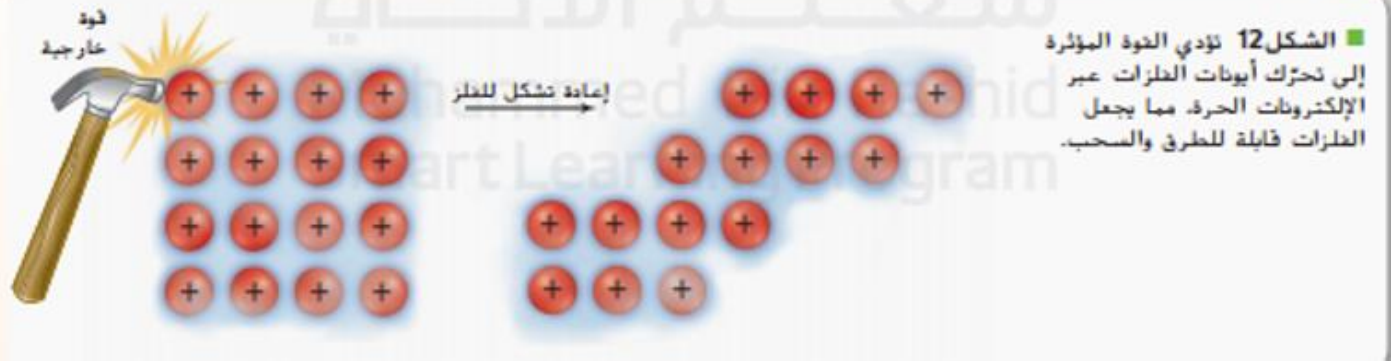 ■ الشكل12 تؤدي القوة المؤثرة
إلى تحرّك أيونات الفلزات عبر
الإلكترونات الحرة. مما يجعل
الفلزات قابلة للطرق والسحب.
قوة
خارجية
إعادة تشكل للفلز
+ + + +
+ + + +
+ + + +
+ + + +
+ + + +
+ + + +
+ + + +
+ + +